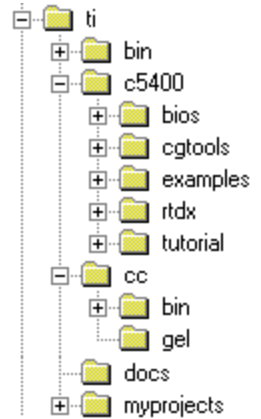 ti
bin
c5400
bios
cgtools
examples
rtdx
tutorial
cc
bin
gel
docs
myprojects